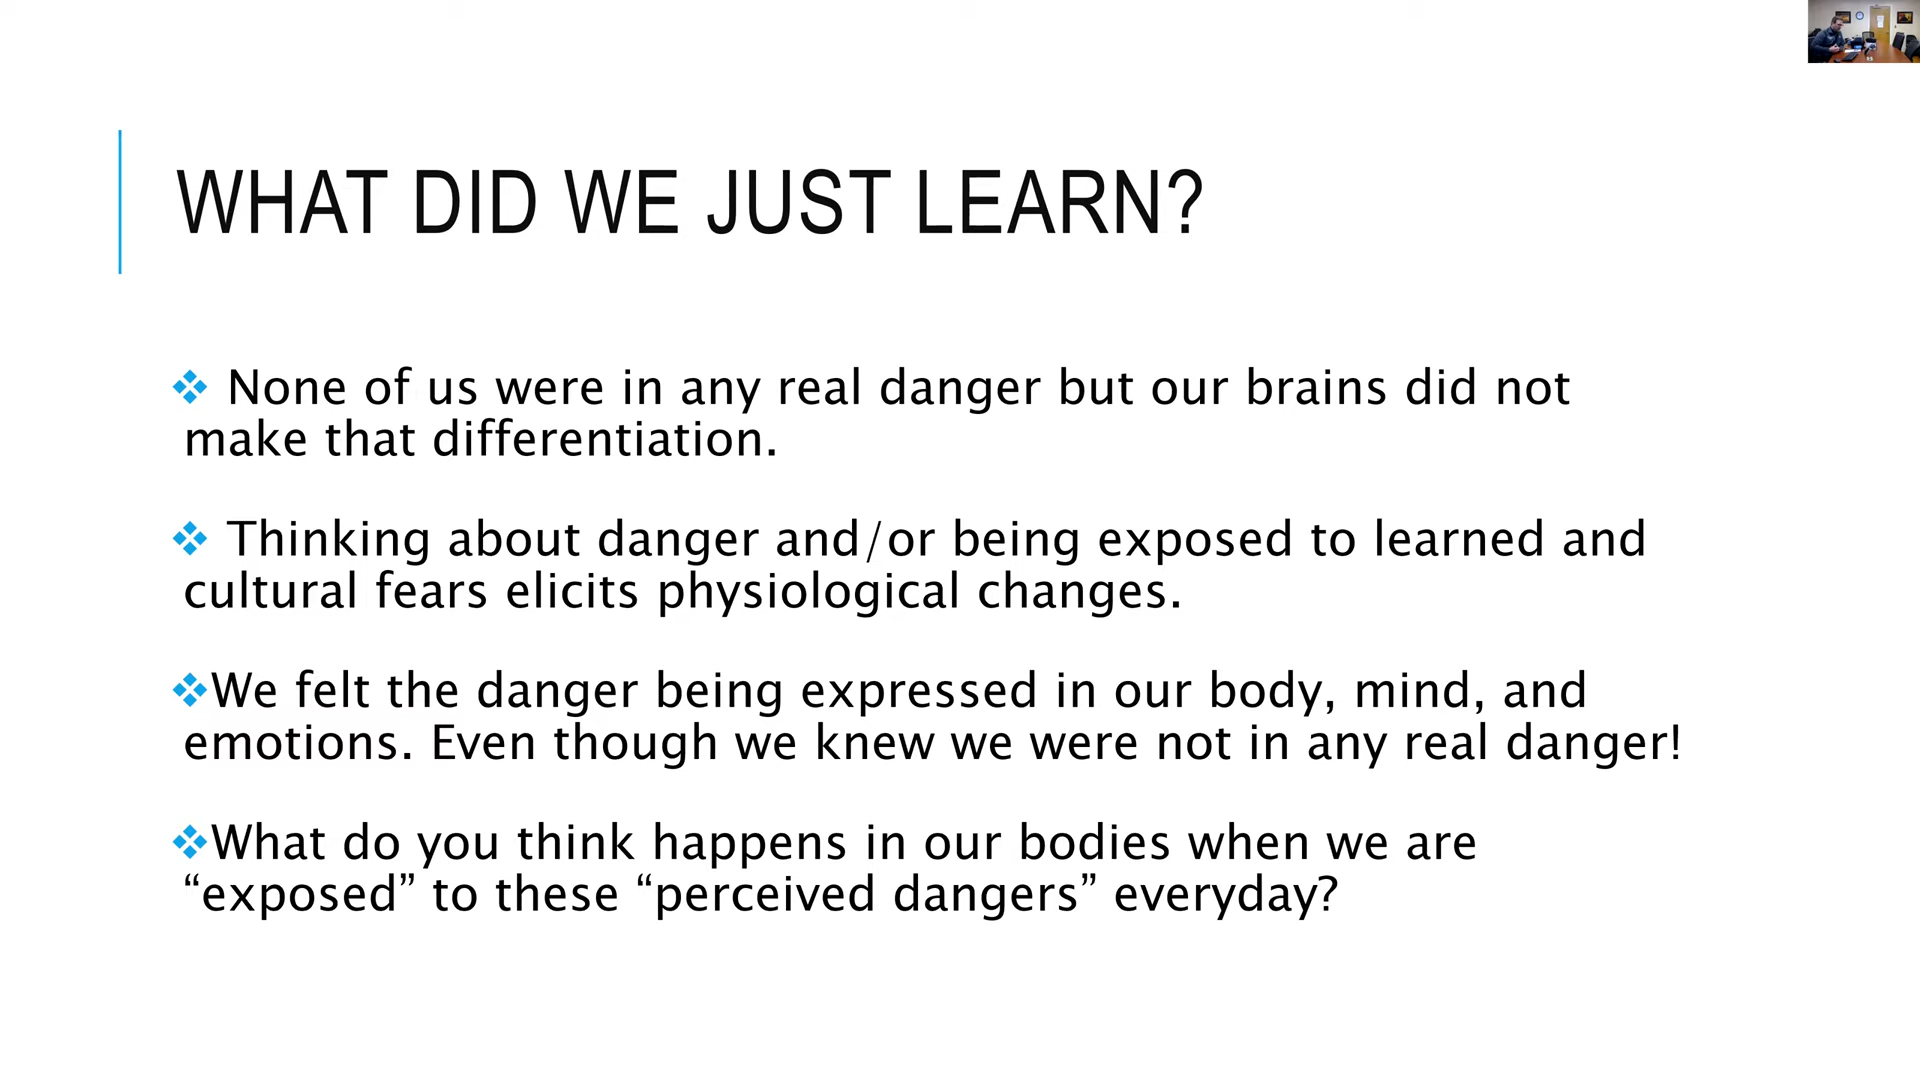 WHAT DID WE JUST LEARN?
❖ None of us were in any real danger but our brains did not
make that differentiation.
❖ Thinking about danger and/or being exposed to learned and
cultural fears elicits physiological changes.
❖We felt the danger being expressed in our body, mind, and
emotions. Even though we knew we were not in any real danger!
❖What do you think happens in our bodies when we are
“exposed” to these “perceived dangers” everyday?